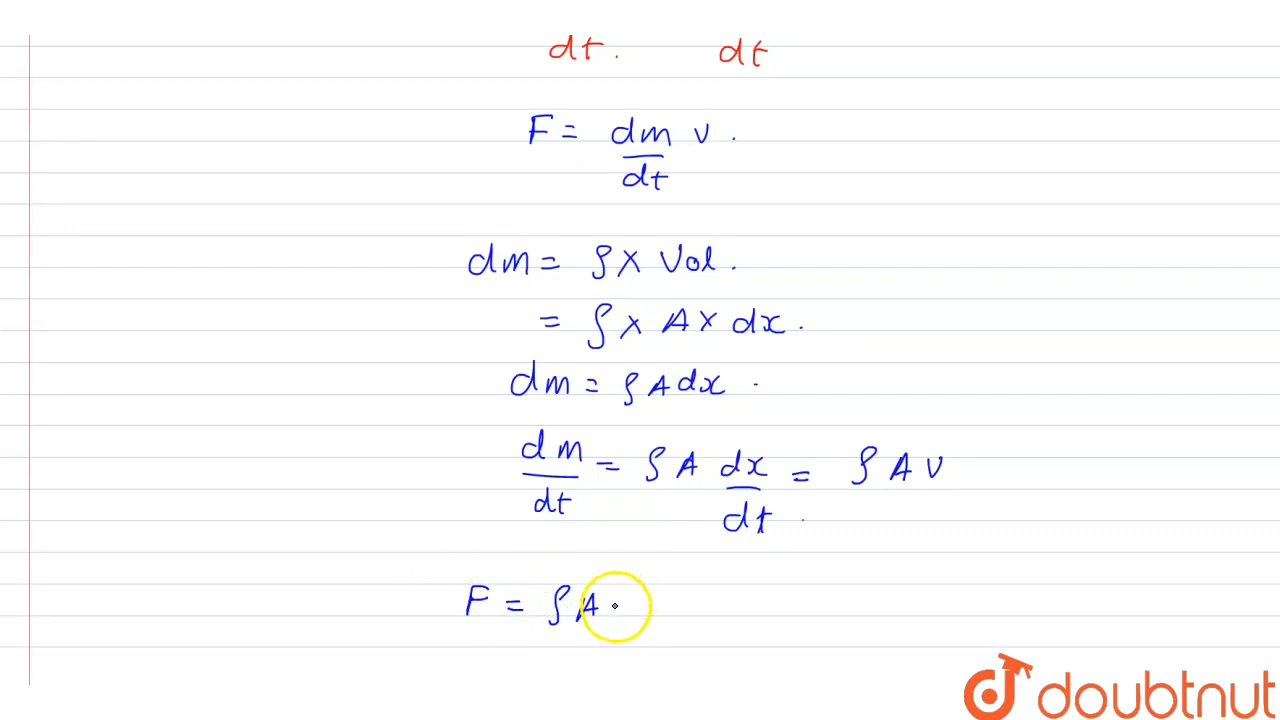 dt. dt
F = dm/dt v.
dm = ρ × Vol.
= ρ × A × dx.
dm = ρ A dx.
dm/dt = ρ A dx/dt = ρ A v
F = ρ A
doubtnut